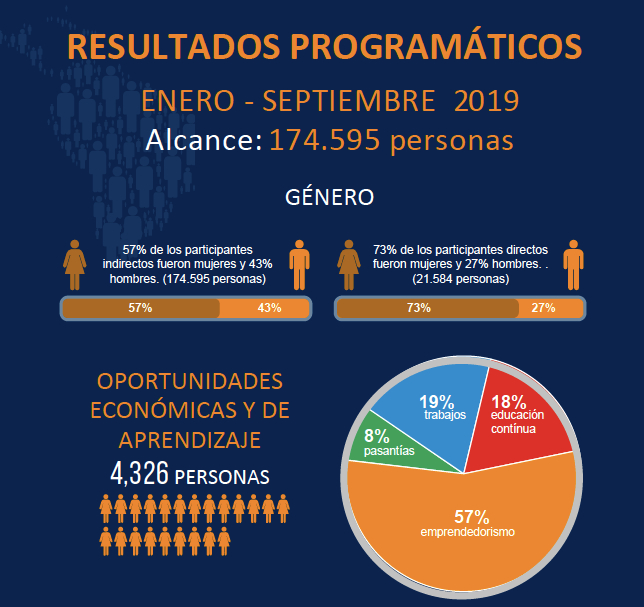 RESULTADOS PROGRAMÁTICOS
ENERO - SEPTIEMBRE 2019
Alcance: 174.595 personas
GÉNERO
57% de los participantes
indirectos fueron mujeres y 43%
hombres. (174.595 personas)
57%
43%
73% de los participantes directos
fueron mujeres y 27% hombres. .
(21.584 personas)
73%
27%
OPORTUNIDADES
ECONÓMICAS Y DE
APRENDIZAJE
4,326 PERSONAS
19%
trabajos
18%
educación
contínua
8%
pasantías
57%
emprendedorismo